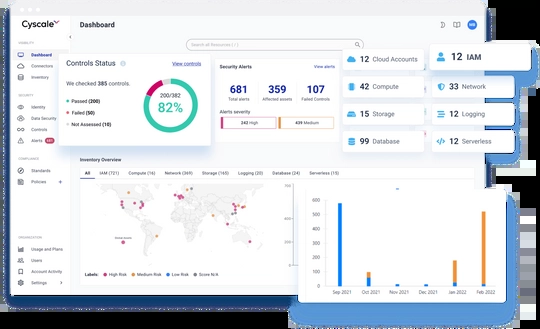 Cyscale
Dashboard
WB
Search all Resources ( / )
VISIBILITY
Dashboard
Connectors
Inventory
SECURITY
Identity
Data Security
Controls
Alerts
COMPLIANCE
Standards
Policies
ORGANIZATION
Usage and Plans
Users
Account Activity
Settings
Controls Status
View controls
We checked 385 controls.
Passed (200)
Failed (50)
Not Assessed (10)
200/382
82%
Security Alerts
View alerts
681
359
107
Total alerts
Affected assets
Failed Controls
Alerts severity
242 High
439 Medium
12 Cloud Accounts
12 IAM
42 Compute
33 Network
15 Storage
12 Logging
99 Database
12 Serverless
Inventory Overview
All
IAM (721)
Compute (16)
Network (369)
Storage (165)
Logging (20)
Database (24)
Serverless (15)
Labels:
High Risk
Medium Risk
Low Risk
Score N/A
700
600
500
400
300
200
100
0
Sep 2021
Oct 2021
Nov 2021
Dec 2021
Jan 2022
Feb 2022